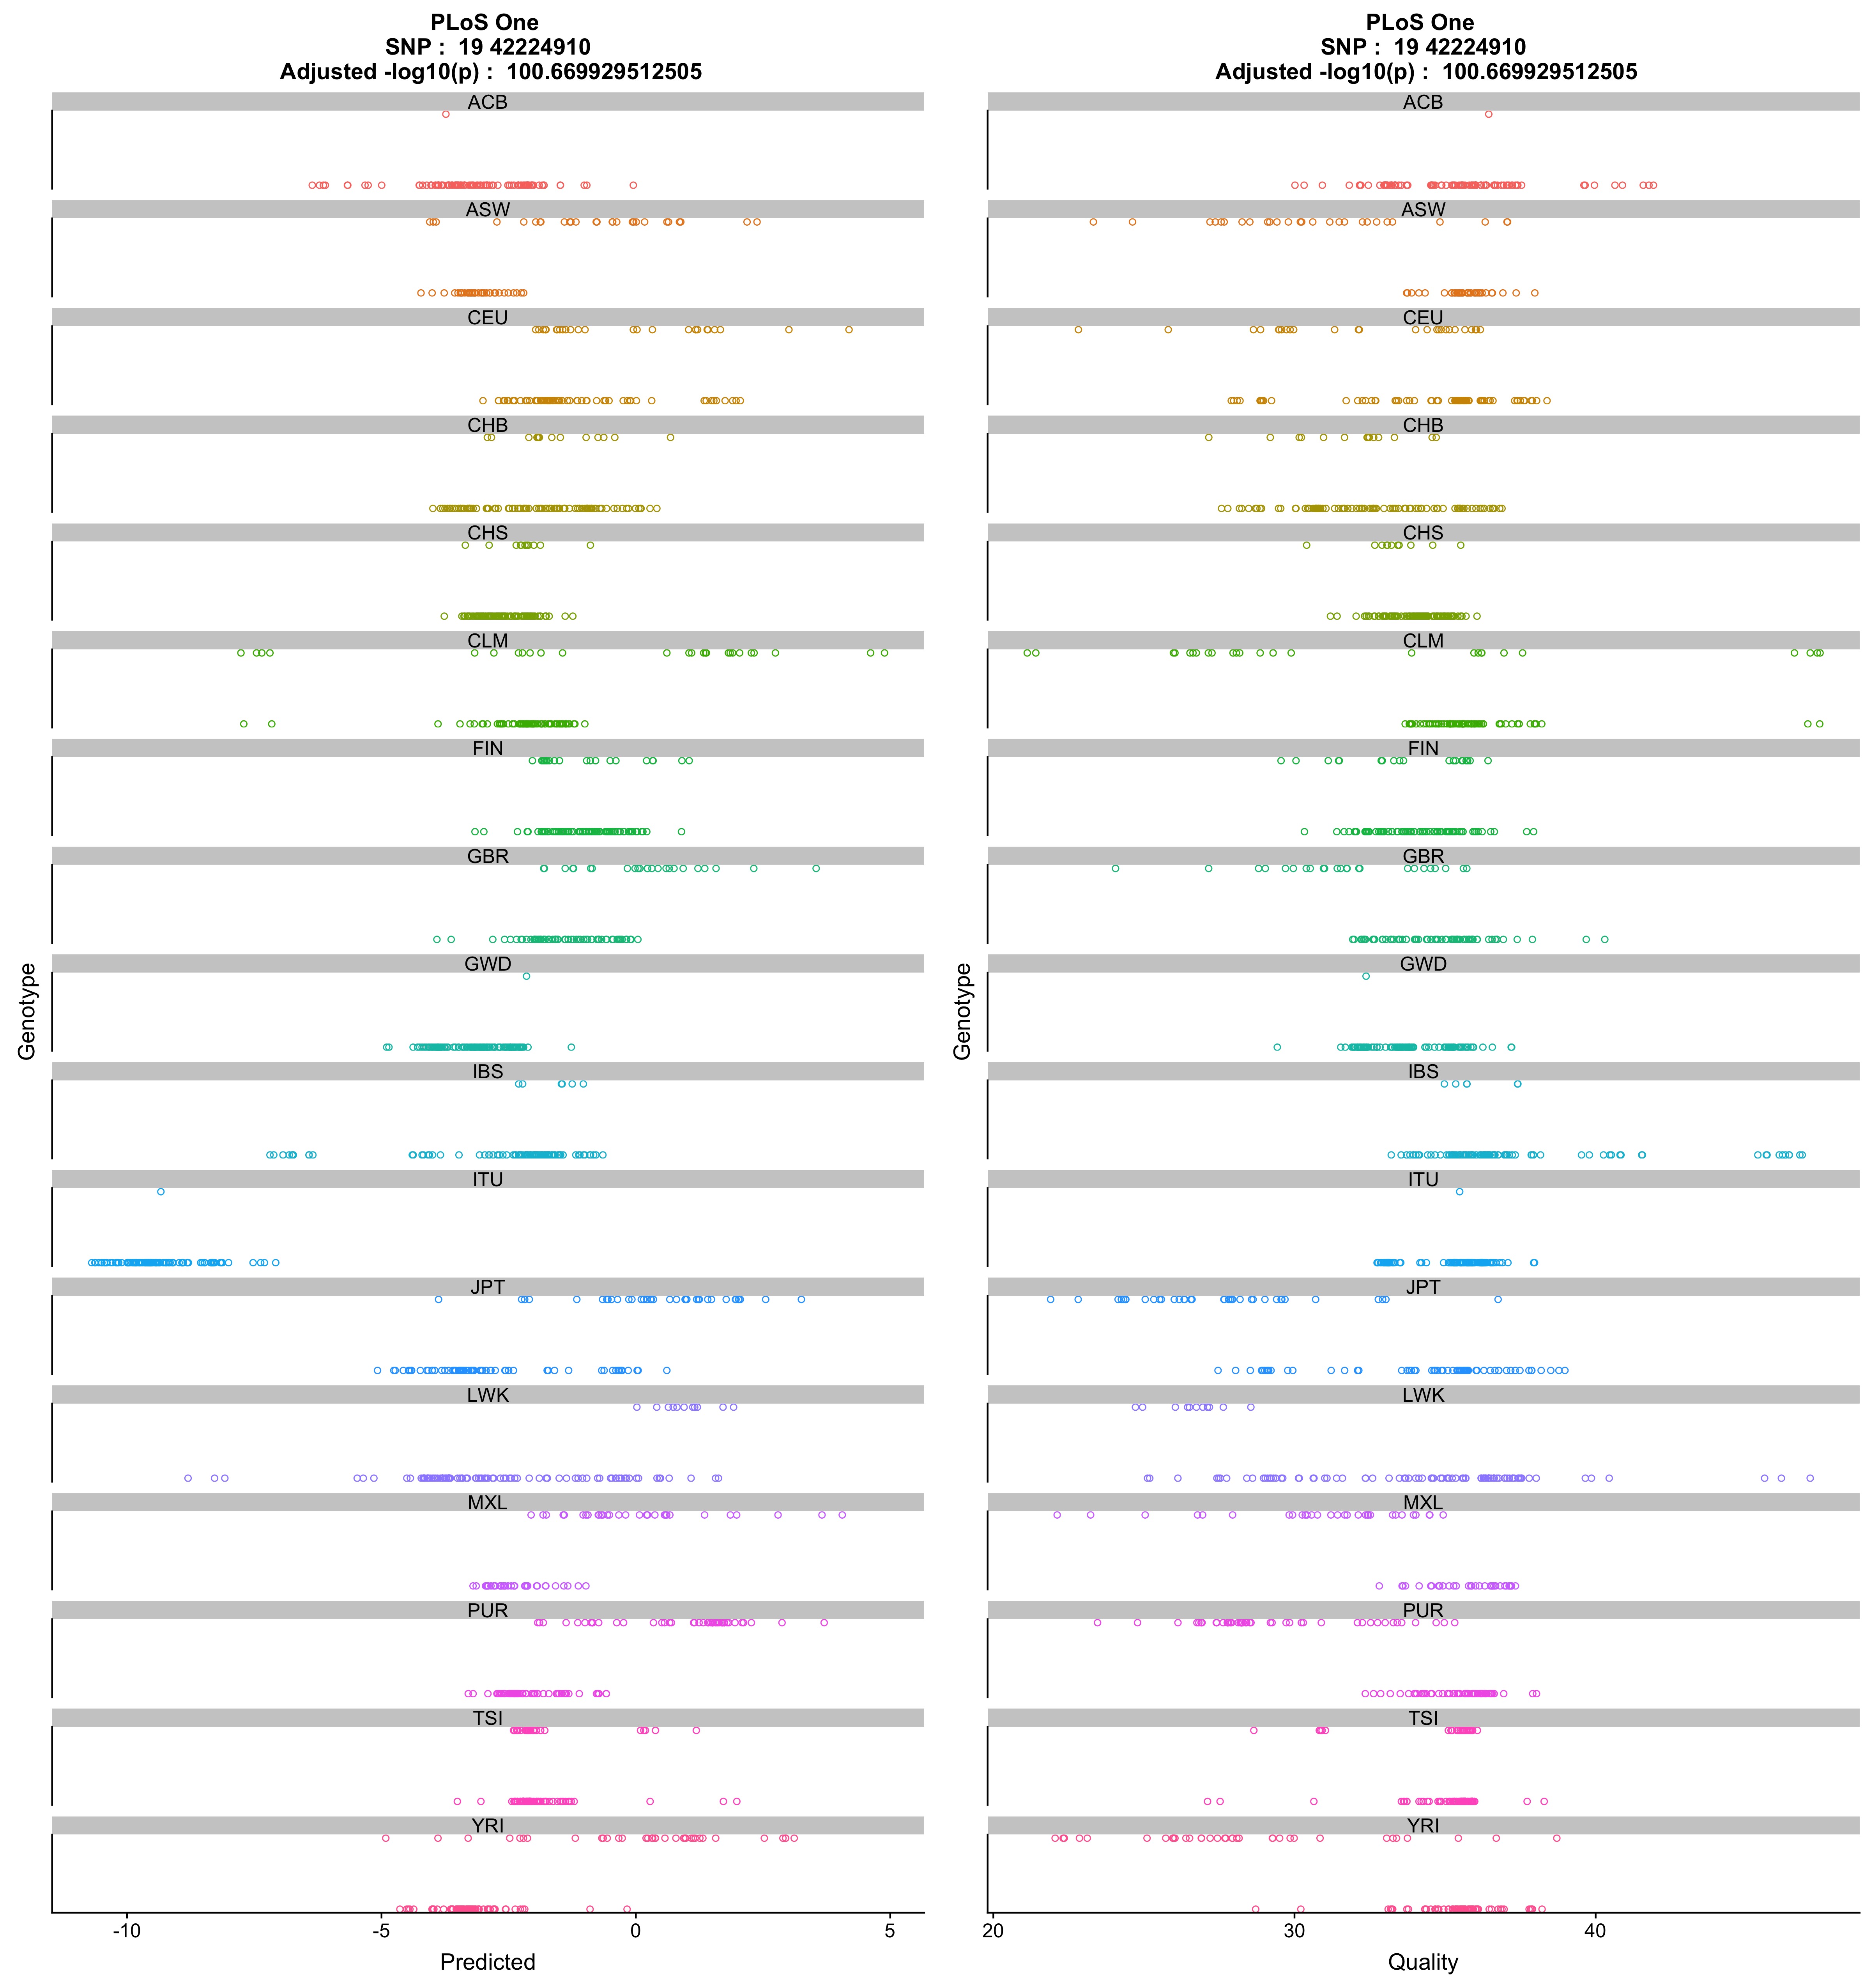 PLoS One
SNP :  19 42224910
Adjusted -log10(p) :  100.669929512505
ACB
ASW
CEU
CHB
CHS
CLM
FIN
GBR
GWD
IBS
ITU
JPT
LWK
MXL
PUR
TSI
YRI
Genotype
-10
-5
0
5
Predicted
PLoS One
SNP :  19 42224910
Adjusted -log10(p) :  100.669929512505
ACB
ASW
CEU
CHB
CHS
CLM
FIN
GBR
GWD
IBS
ITU
JPT
LWK
MXL
PUR
TSI
YRI
Genotype
20
30
40
Quality